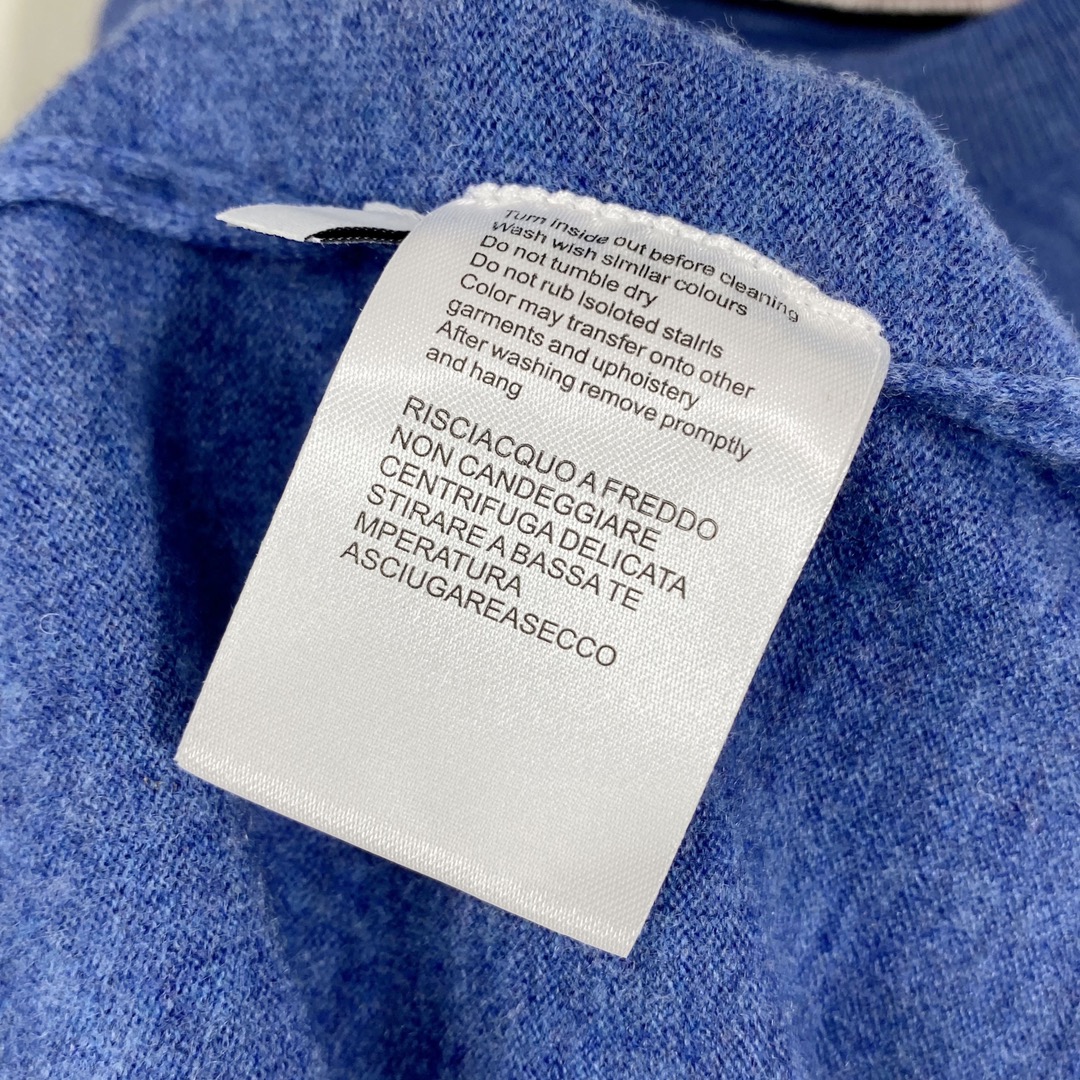 Turn inside out before cleaning
Wash wish similar colours
Do not tumble dry
Do not rub Isoloted stalrls
Color may transfer onto other
garments and uphoistery
After washing remove promptly
and hang
RISCIACQUO A FREDDO
NON CANDEGGIARE
CENTRIFUGA DELICATA
STIRARE A BASSA TE
MPERATURA
ASCIUGAREASECCO